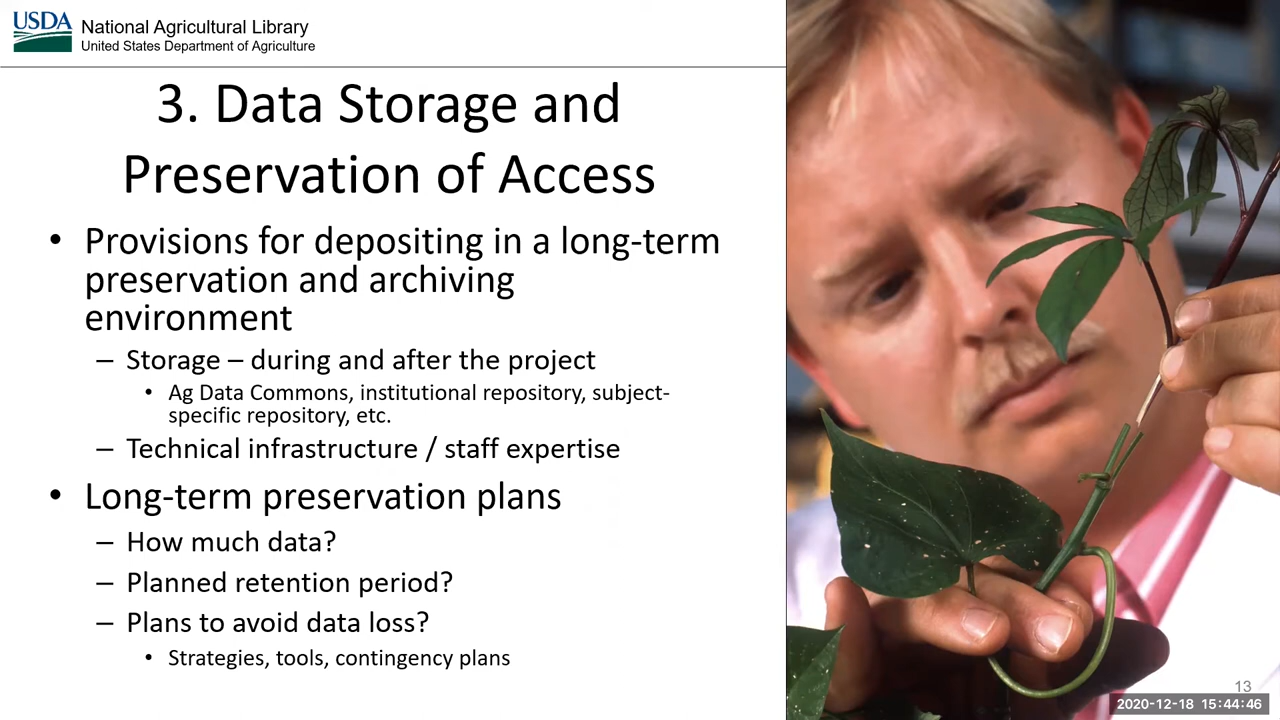 USDA
National Agricultural Library
United States Department of Agriculture
3. Data Storage and
Preservation of Access
• Provisions for depositing in a long-term
preservation and archiving
environment
– Storage – during and after the project
• Ag Data Commons, institutional repository, subject-
specific repository, etc.
– Technical infrastructure / staff expertise
• Long-term preservation plans
– How much data?
– Planned retention period?
– Plans to avoid data loss?
• Strategies, tools, contingency plans
13
2020-12-18 15:44:46